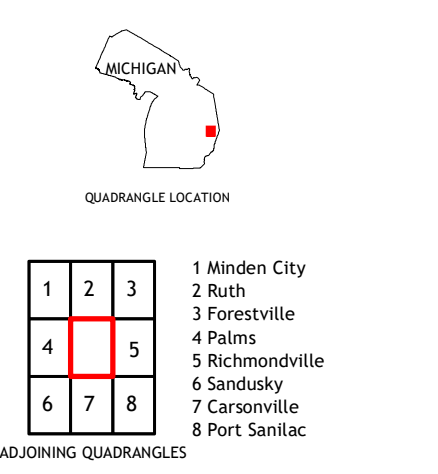 MICHIGAN
QUADRANGLE LOCATION
1 2 3
4 5
6 7 8
1 Minden City
2 Ruth
3 Forestville
4 Palms
5 Richmondville
6 Sandusky
7 Carsonville
8 Port Sanilac
ADJOINING QUADRANGLES